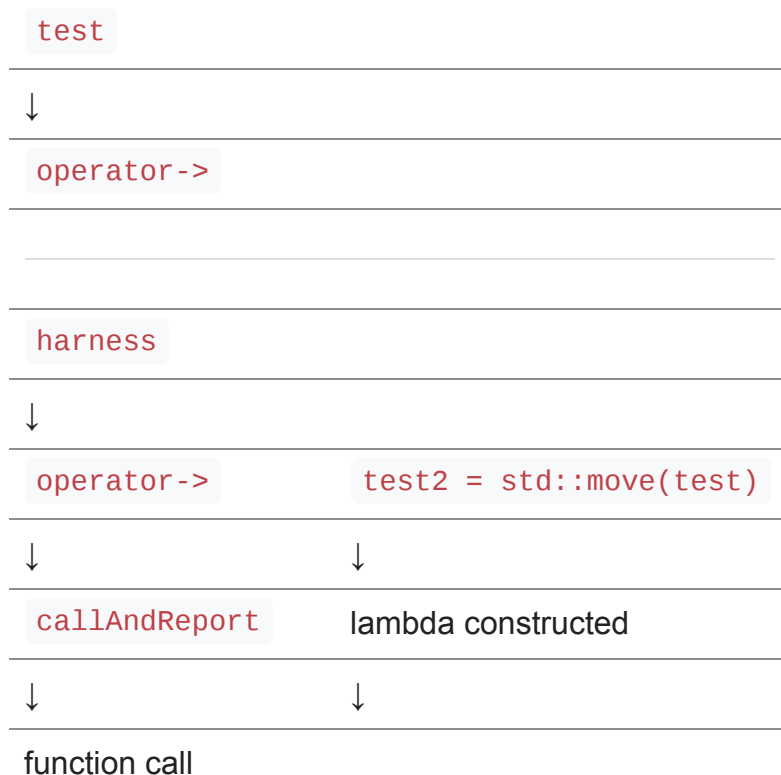 test
↓
operator->
harness
↓
operator-> test2 = std::move(test)
↓ ↓
callAndReport lambda constructed
↓ ↓
function call